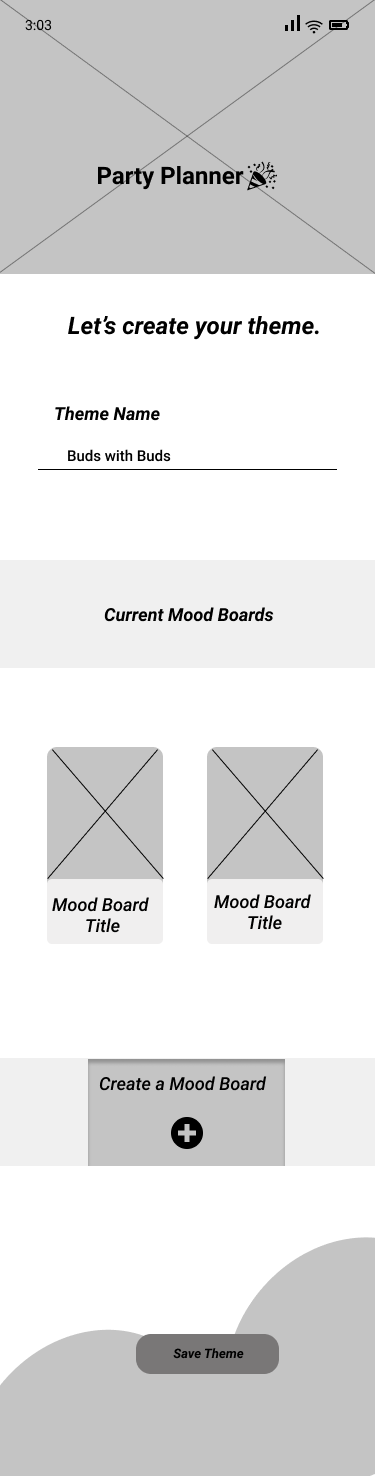 3:03
Party Planner
Let's create your theme.
Theme Name
Buds with Buds
Current Mood Boards
Mood Board
Title
Mood Board
Title
Create a Mood Board
Save Theme